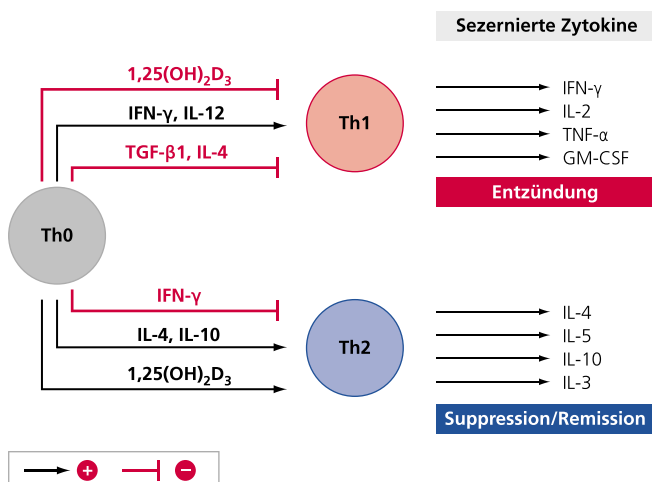 Sezernierte Zytokine
1,25(OH)₂D₃
IFN-γ, IL-12
TGF-β1, IL-4
Th0
Th1
IFN-γ
IL-2
TNF-α
GM-CSF
Entzündung
IFN-γ
IL-4, IL-10
1,25(OH)₂D₃
Th2
IL-4
IL-5
IL-10
IL-3
Suppression/Remission
+ −